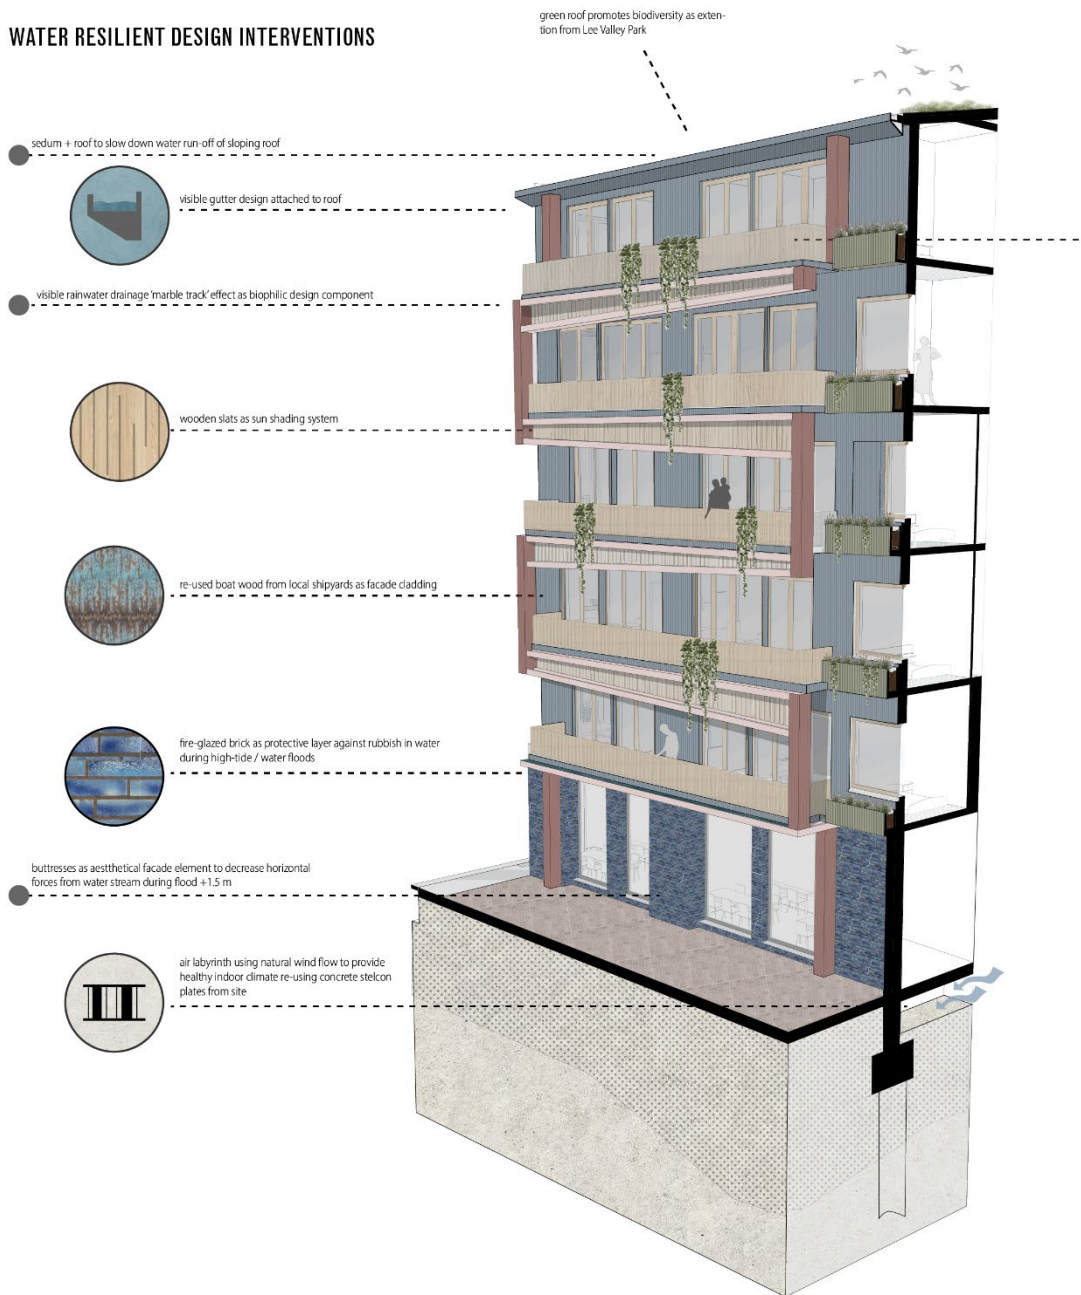 green roof promotes biodiversity as exten-
tion from Lee Valley Park
WATER RESILIENT DESIGN INTERVENTIONS
sedum + roof to slow down water run-off of sloping roof
visible gutter design attached to roof
visible rainwater drainage 'marble track' effect as biophilic design component
wooden slats as sun shading system
re-used boat wood from local shipyards as facade cladding
fire-glazed brick as protective layer against rubbish in water
during high-tide / water floods
buttresses as aestthetical facade element to decrease horizontal
forces from water stream during flood +1.5 m
air labyrinth using natural wind flow to provide
healthy indoor climate re-using concrete stelcon
plates from site